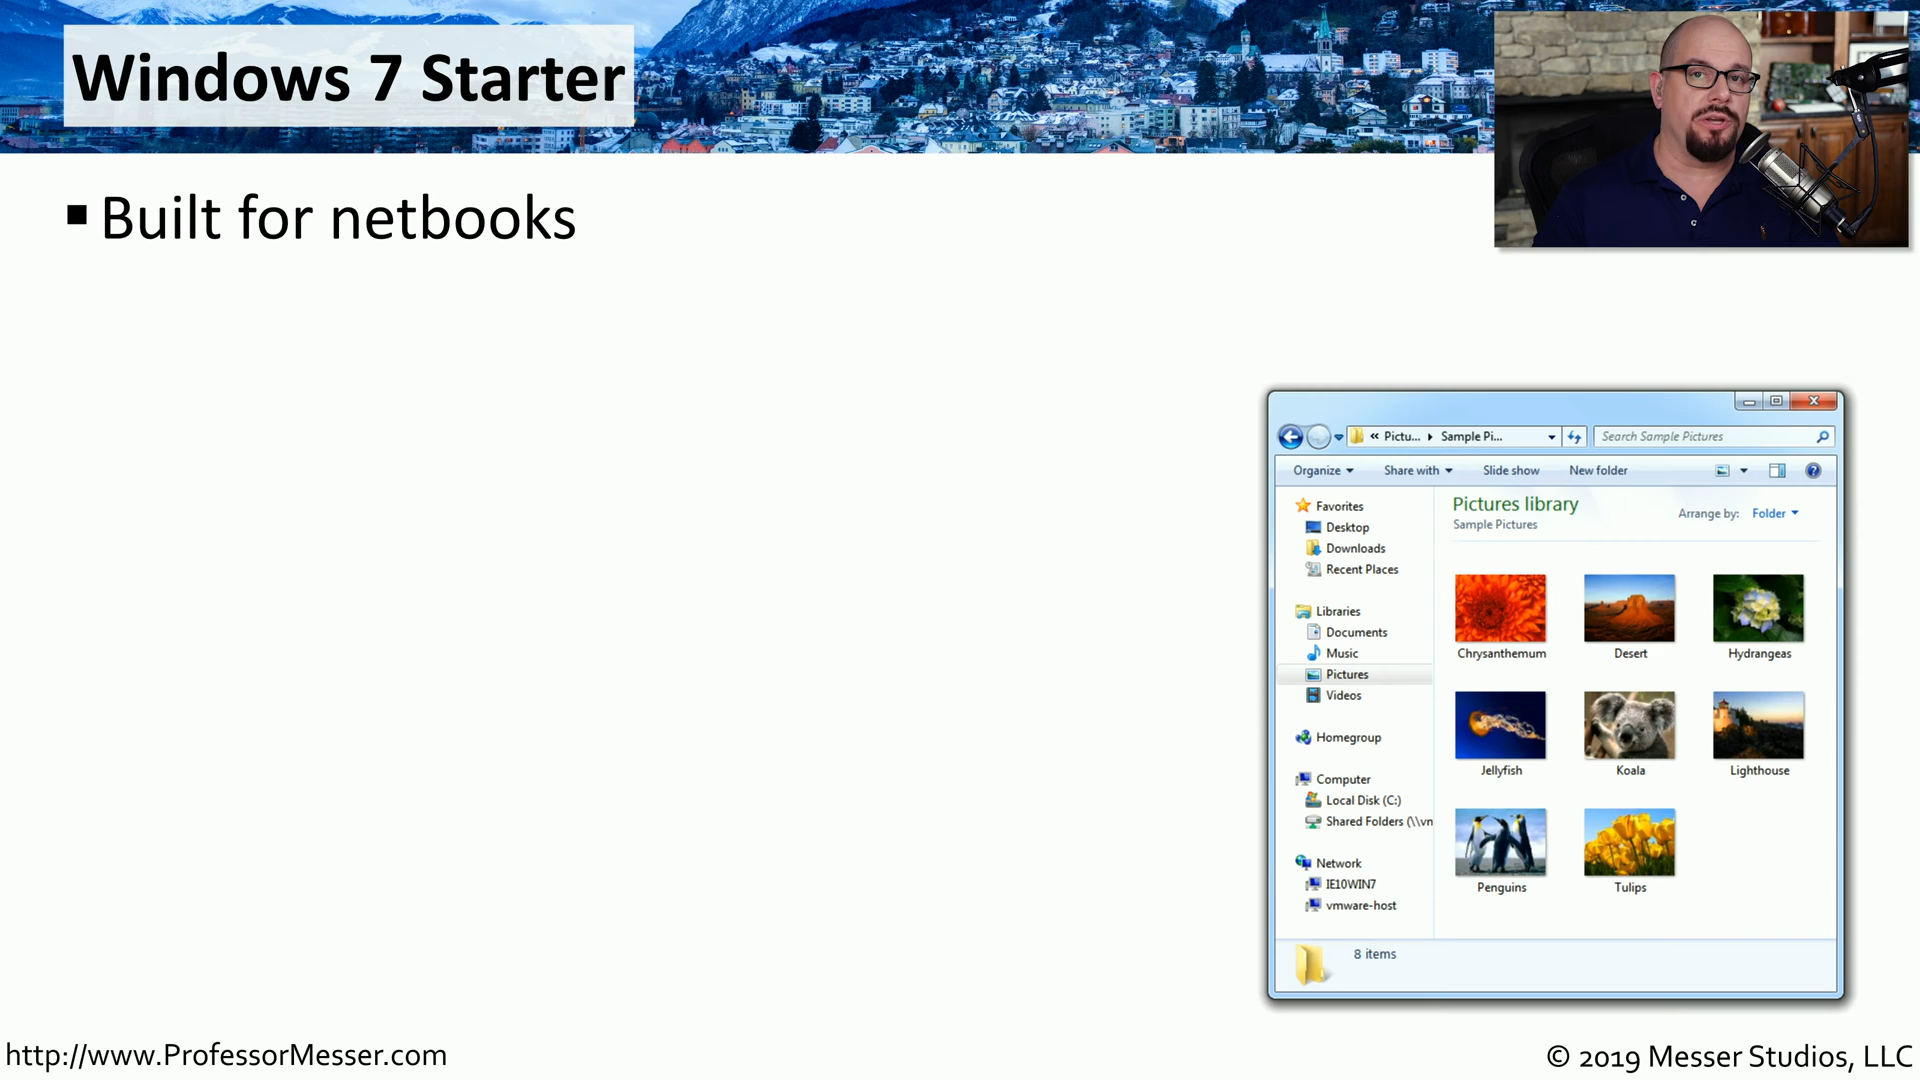 Windows 7 Starter
▪ Built for netbooks
« Pictu... ▸ Sample Pi...
Search Sample Pictures
Organize ▾ Share with ▾ Slide show New folder
Favorites
Desktop
Downloads
Recent Places
Libraries
Documents
Music
Pictures
Videos
Homegroup
Computer
Local Disk (C:)
Shared Folders (\\vm
Network
IE10WIN7
vmware-host
Pictures library
Sample Pictures
Arrange by: Folder ▾
Chrysanthemum Desert Hydrangeas
Jellyfish Koala Lighthouse
Penguins Tulips
8 items
http://www.ProfessorMesser.com
© 2019 Messer Studios, LLC